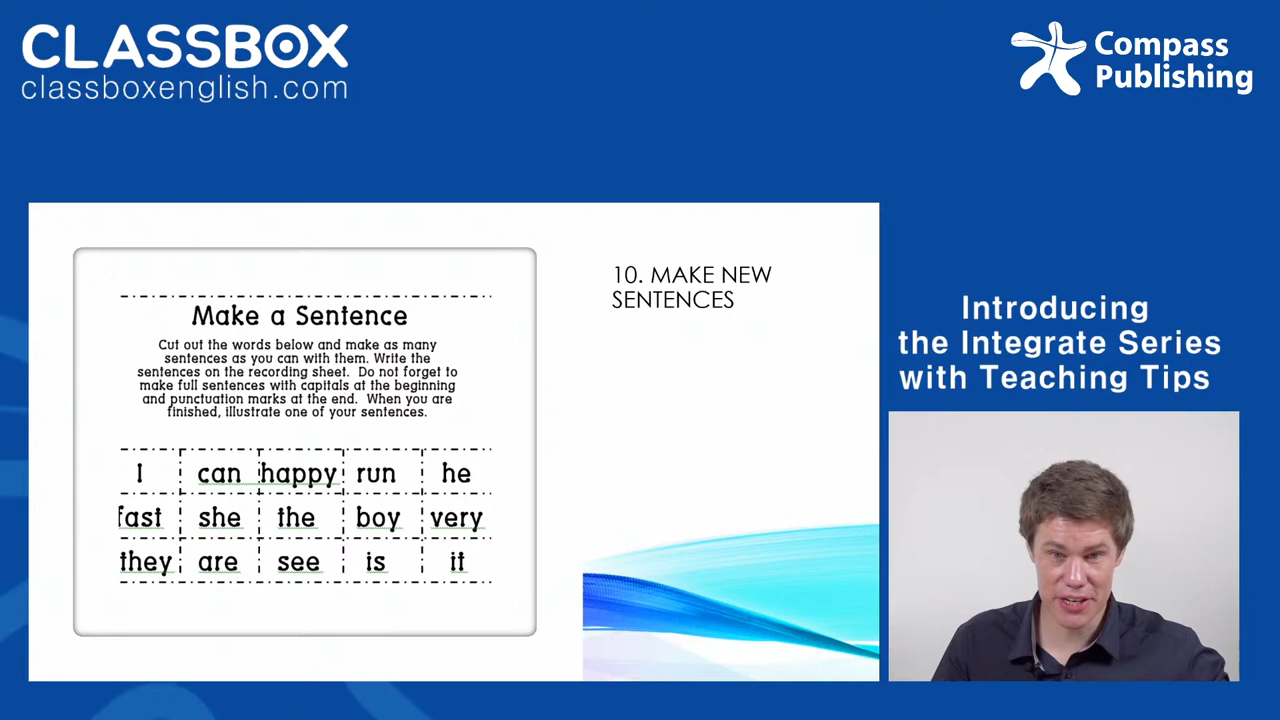 CLASSBOX
classboxenglish.com
Compass
Publishing
Make a Sentence
Cut out the words below and make as many
sentences as you can with them. Write the
sentences on the recording sheet. Do not forget to
make full sentences with capitals at the beginning
and punctuation marks at the end. When you are
finished, illustrate one of your sentences.
I can happy run he
fast she the boy very
they are see is it
10. MAKE NEW
SENTENCES
Introducing
the Integrate Series
with Teaching Tips